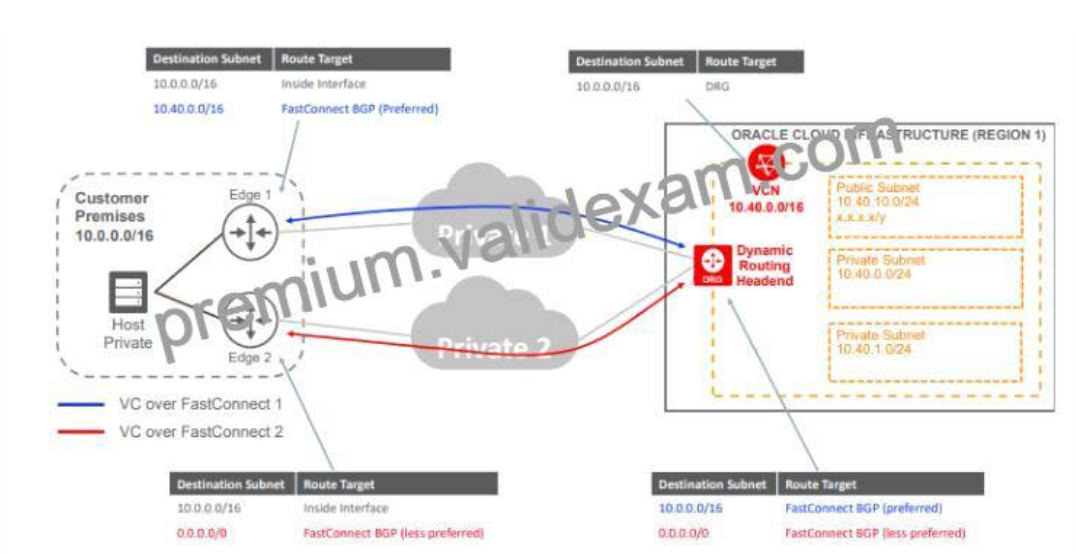 Destination Subnet Route Target
10.0.0.0/16 Inside Interface
10.40.0.0/16 FastConnect BGP (Preferred)
Destination Subnet Route Target
10.0.0.0/16 DRG
ORACLE CLOUD INFRASTRUCTURE (REGION 1)
Customer
Premises
10.0.0.0/16
Edge 1
Host
Private
Edge 2
Private 1
Private 2
VCN
10.40.0.0/16
DRG
Dynamic
Routing
Headend
Public Subnet
10.40.10.0/24
x.x.x.x/y
Private Subnet
10.40.0.0/24
Private Subnet
10.40.1.0/24
premium.validexam.com
VC over FastConnect 1
VC over FastConnect 2
Destination Subnet Route Target
10.0.0.0/16 Inside Interface
0.0.0.0/0 FastConnect BGP (less preferred)
Destination Subnet Route Target
10.0.0.0/16 FastConnect BGP (preferred)
0.0.0.0/0 FastConnect BGP (less preferred)